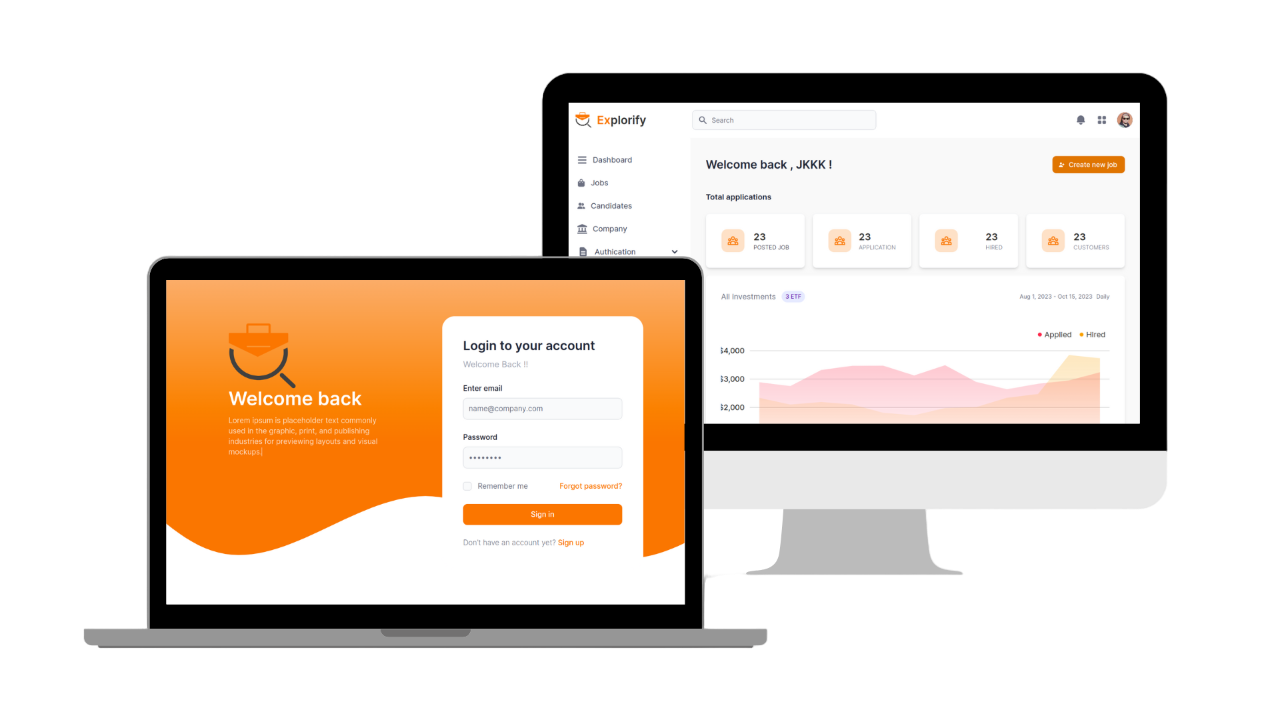 Explorify
Search
Dashboard
Jobs
Candidates
Company
Authication
Welcome back , JKKK !
Create new job
Total applications
23
POSTED JOB
23
APPLICATION
23
HIRED
23
CUSTOMERS
All investments
3 ETF
Aug 1, 2023 - Oct 15, 2023 Daily
Applied
Hired
$4,000
$3,000
$2,000
Welcome back
Lorem ipsum is placeholder text commonly
used in the graphic, print, and publishing
industries for previewing layouts and visual
mockups.
Login to your account
Welcome Back !!
Enter email
name@company.com
Password
••••••••
Remember me
Forgot password?
Sign in
Don't have an account yet? Sign up